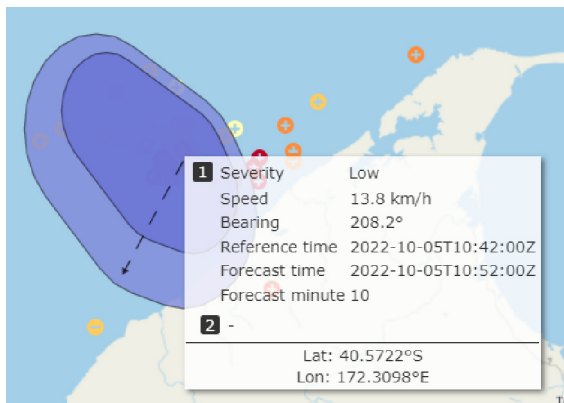 1 Severity Low
Speed 13.8 km/h
Bearing 208.2°
Reference time 2022-10-05T10:42:00Z
Forecast time 2022-10-05T10:52:00Z
Forecast minute 10
2 -
Lat: 40.5722°S
Lon: 172.3098°E